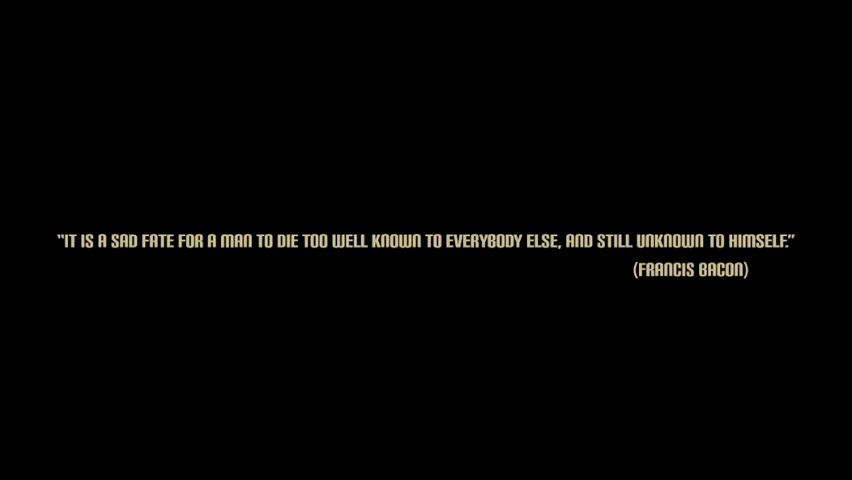 "IT IS A SAD FATE FOR A MAN TO DIE TOO WELL KNOWN TO EVERYBODY ELSE, AND STILL UNKNOWN TO HIMSELF."
(FRANCIS BACON)